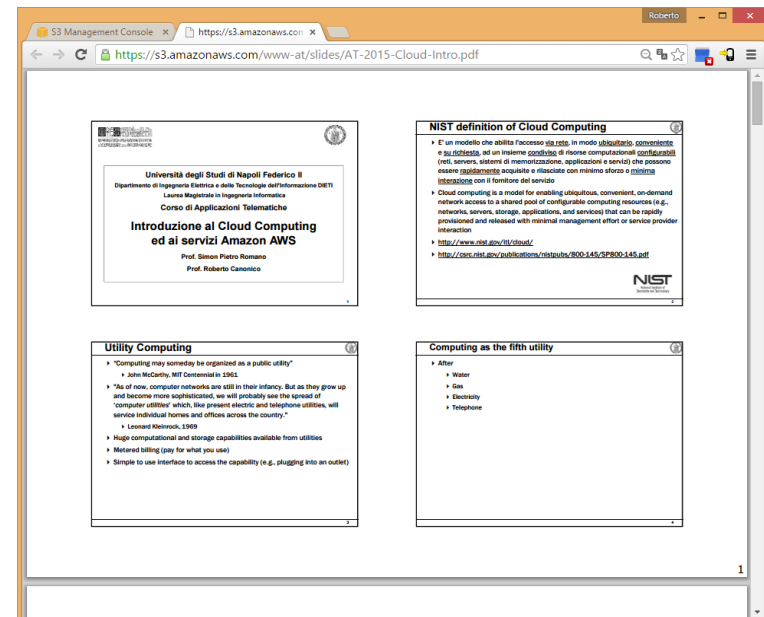 Roberto
S3 Management Console
https://s3.amazonaws.con
https://s3.amazonaws.com/www-at/slides/AT-2015-Cloud-Intro.pdf
Università degli Studi di Napoli Federico II
Dipartimento di Ingegneria Elettrica e delle Tecnologie dell'Informazione DIETI
Laurea Magistrale in Ingegneria Informatica
Corso di Applicazioni Telematiche
Introduzione al Cloud Computing
ed ai servizi Amazon AWS
Prof. Simon Pietro Romano
Prof. Roberto Canonico
1
NIST definition of Cloud Computing
E' un modello che abilita l'accesso via rete, in modo ubiquitario, conveniente
e su richiesta, ad un insieme condiviso di risorse computazionali configurabili
(reti, servers, sistemi di memorizzazione, applicazioni e servizi) che possono
essere rapidamente acquisite e rilasciate con minimo sforzo o minima
interazione con il fornitore del servizio
Cloud computing is a model for enabling ubiquitous, convenient, on-demand
network access to a shared pool of configurable computing resources (e.g.,
networks, servers, storage, applications, and services) that can be rapidly
provisioned and released with minimal management effort or service provider
interaction
http://www.nist.gov/itl/cloud/
http://csrc.nist.gov/publications/nistpubs/800-145/SP800-145.pdf
NIST
2
Utility Computing
"Computing may someday be organized as a public utility"
John McCarthy, MIT Centennial in 1961
"As of now, computer networks are still in their infancy. But as they grow up
and become more sophisticated, we will probably see the spread of
'computer utilities' which, like present electric and telephone utilities, will
service individual homes and offices across the country."
Leonard Kleinrock, 1969
Huge computational and storage capabilities available from utilities
Metered billing (pay for what you use)
Simple to use interface to access the capability (e.g., plugging into an outlet)
3
Computing as the fifth utility
After
Water
Gas
Electricity
Telephone
4
1